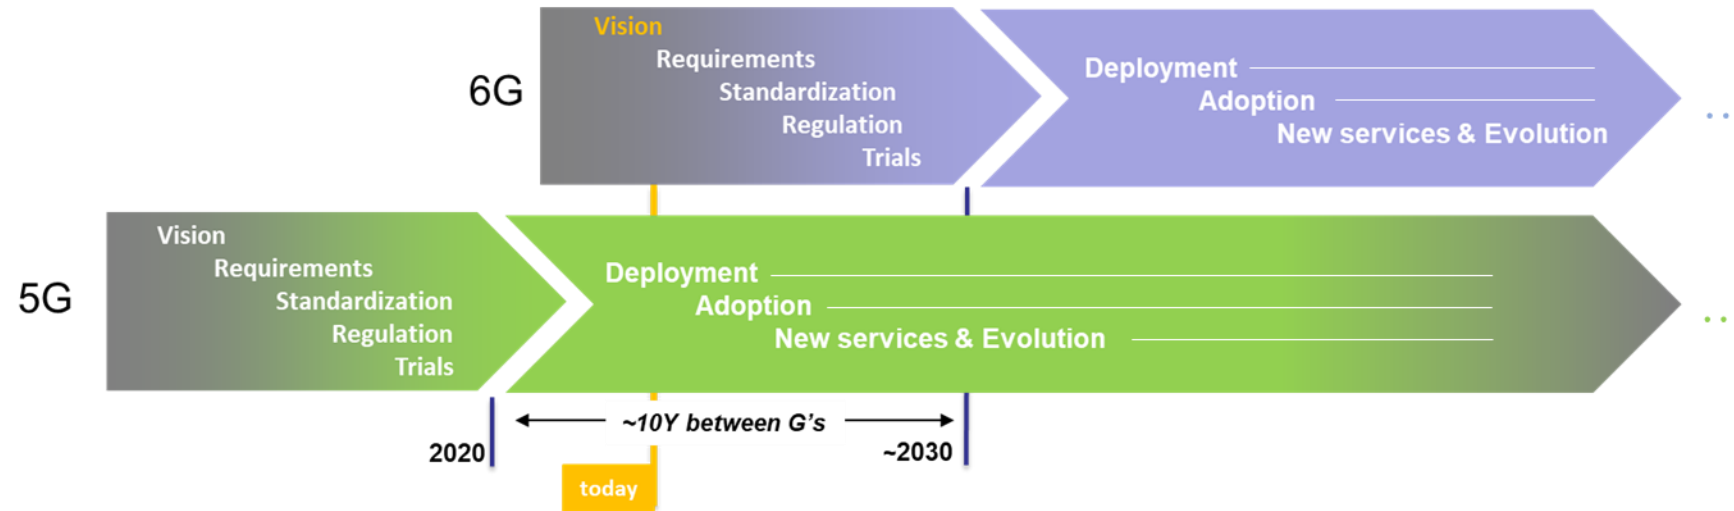 6G
Vision
Requirements
Standardization
Regulation
Trials
Deployment
Adoption
New services & Evolution
5G
Vision
Requirements
Standardization
Regulation
Trials
Deployment
Adoption
New services & Evolution
~10Y between G’s
2020
~2030
today